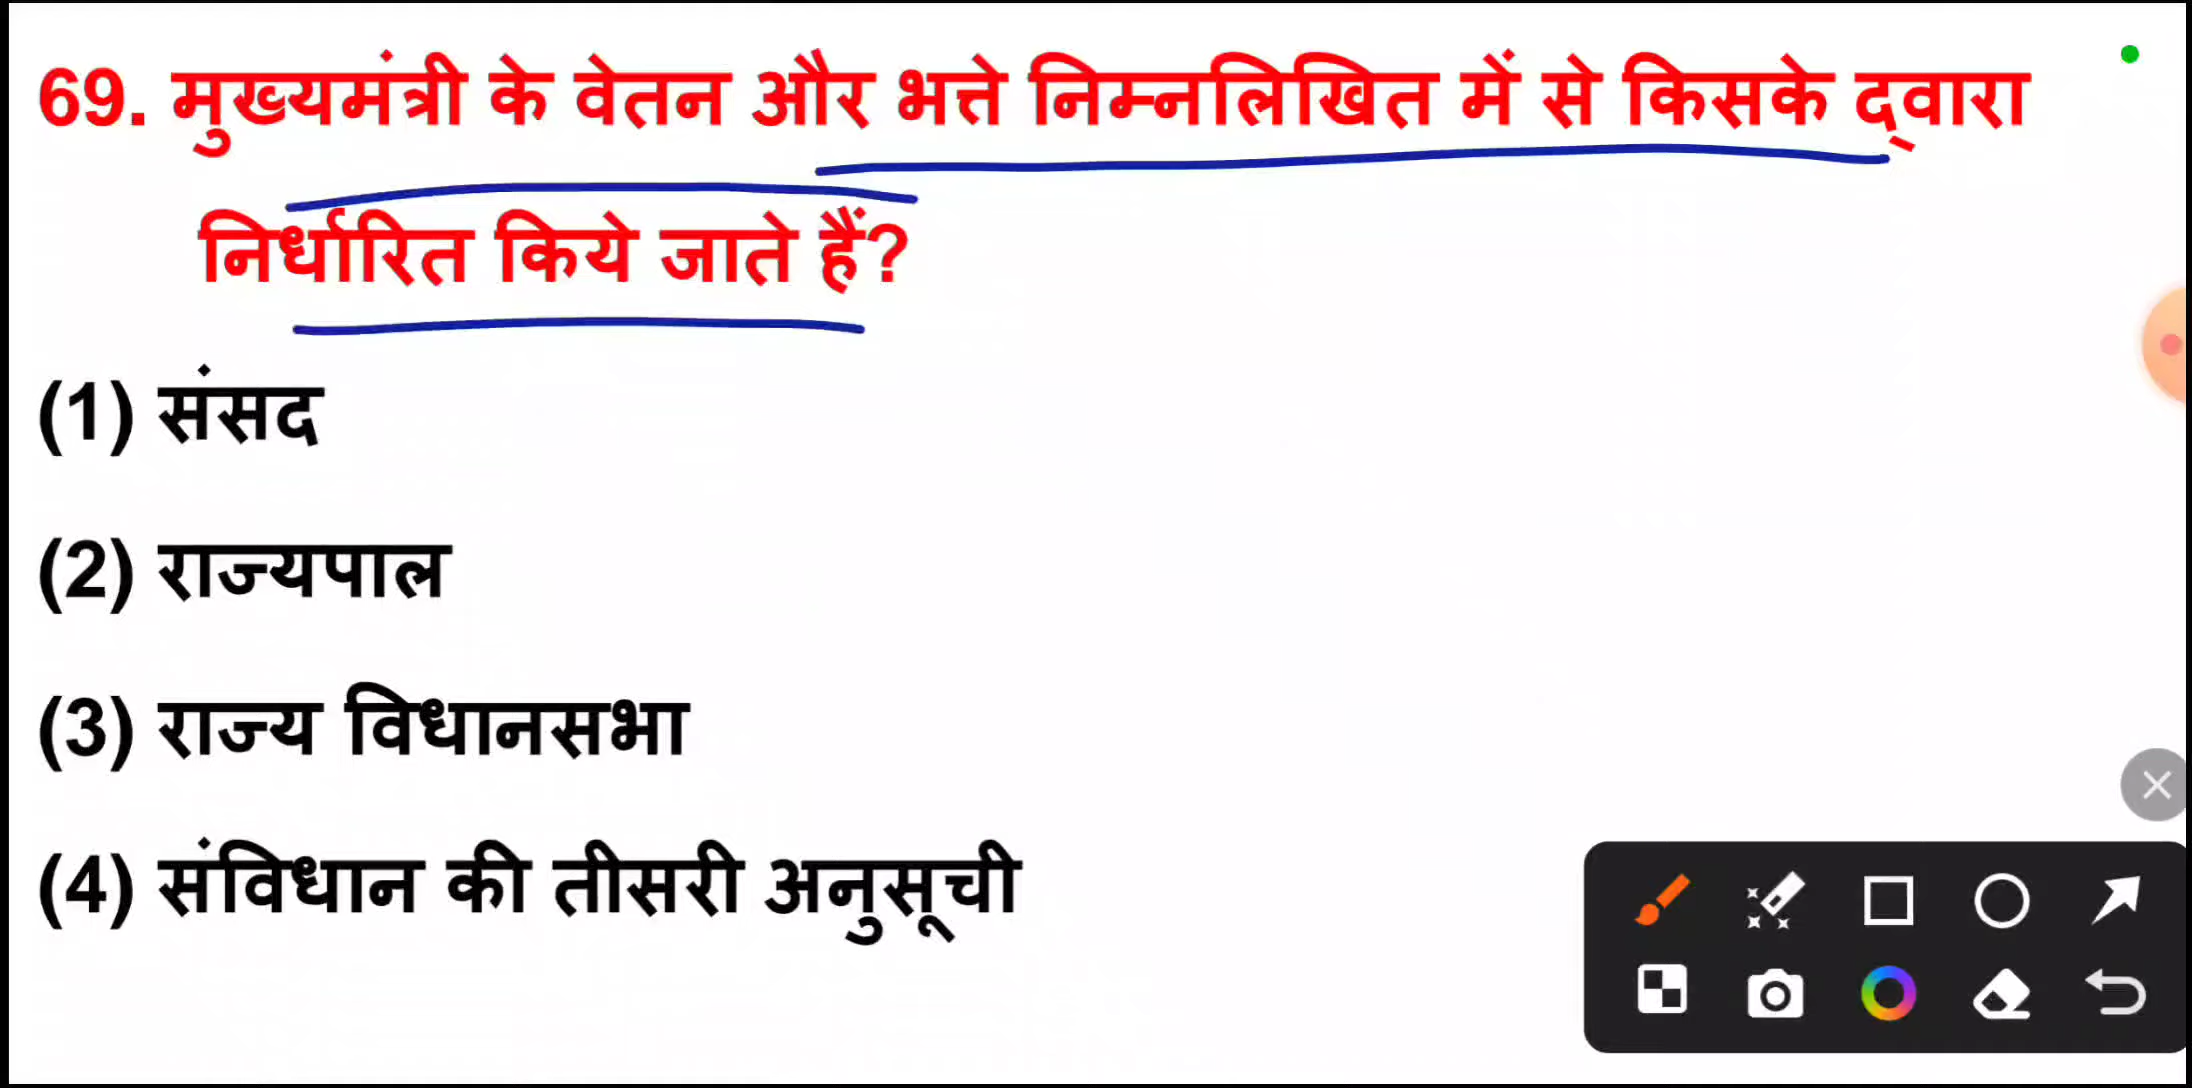 69. मुख्यमंत्री के वेतन और भत्ते निम्नलिखित में से किसके द्वारा
निर्धारित किये जाते हैं?
(1) संसद
(2) राज्यपाल
(3) राज्य विधानसभा
(4) संविधान की तीसरी अनुसूची